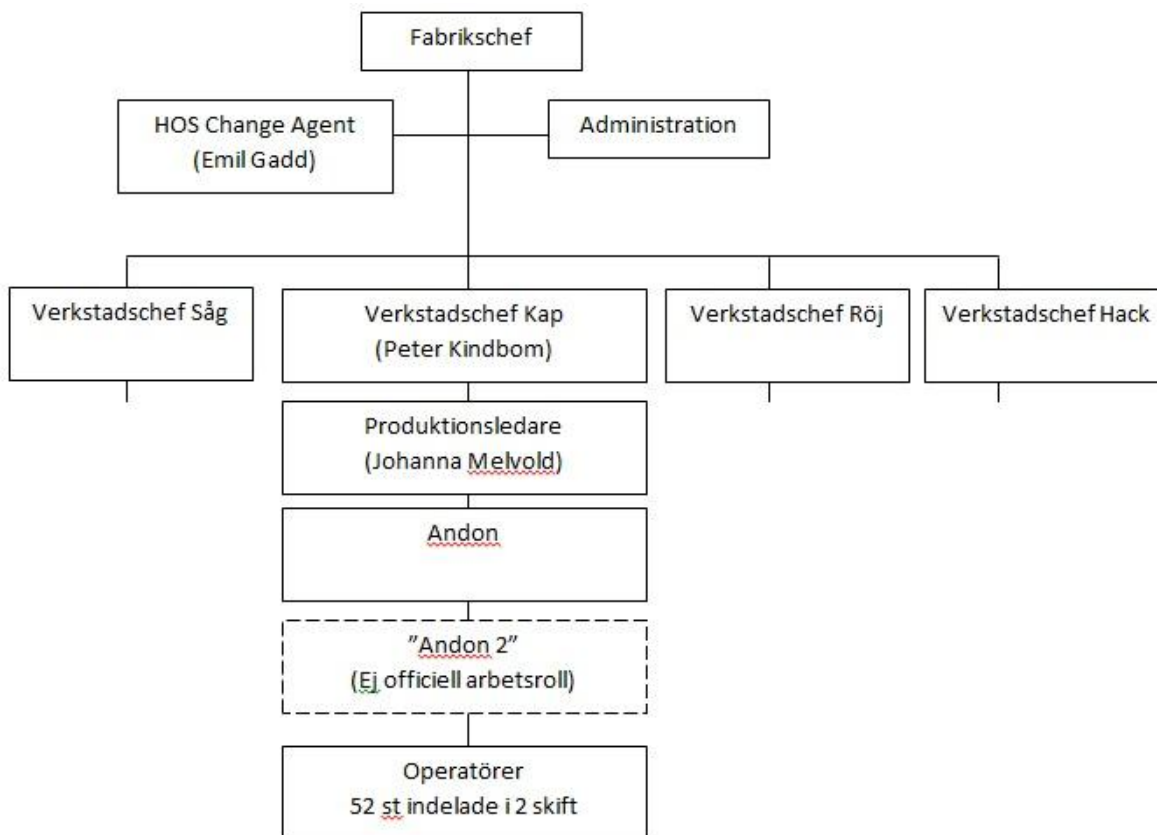 Fabrikschef
HOS Change Agent
(Emil Gadd)
Administration
Verkstadschef Såg
Verkstadschef Kap
(Peter Kindbom)
Verkstadschef Röj
Verkstadschef Hack
Produktionsledare
(Johanna Melvold)
Andon
”Andon 2”
(Ej officiell arbetsroll)
Operatörer
52 st indelade i 2 skift